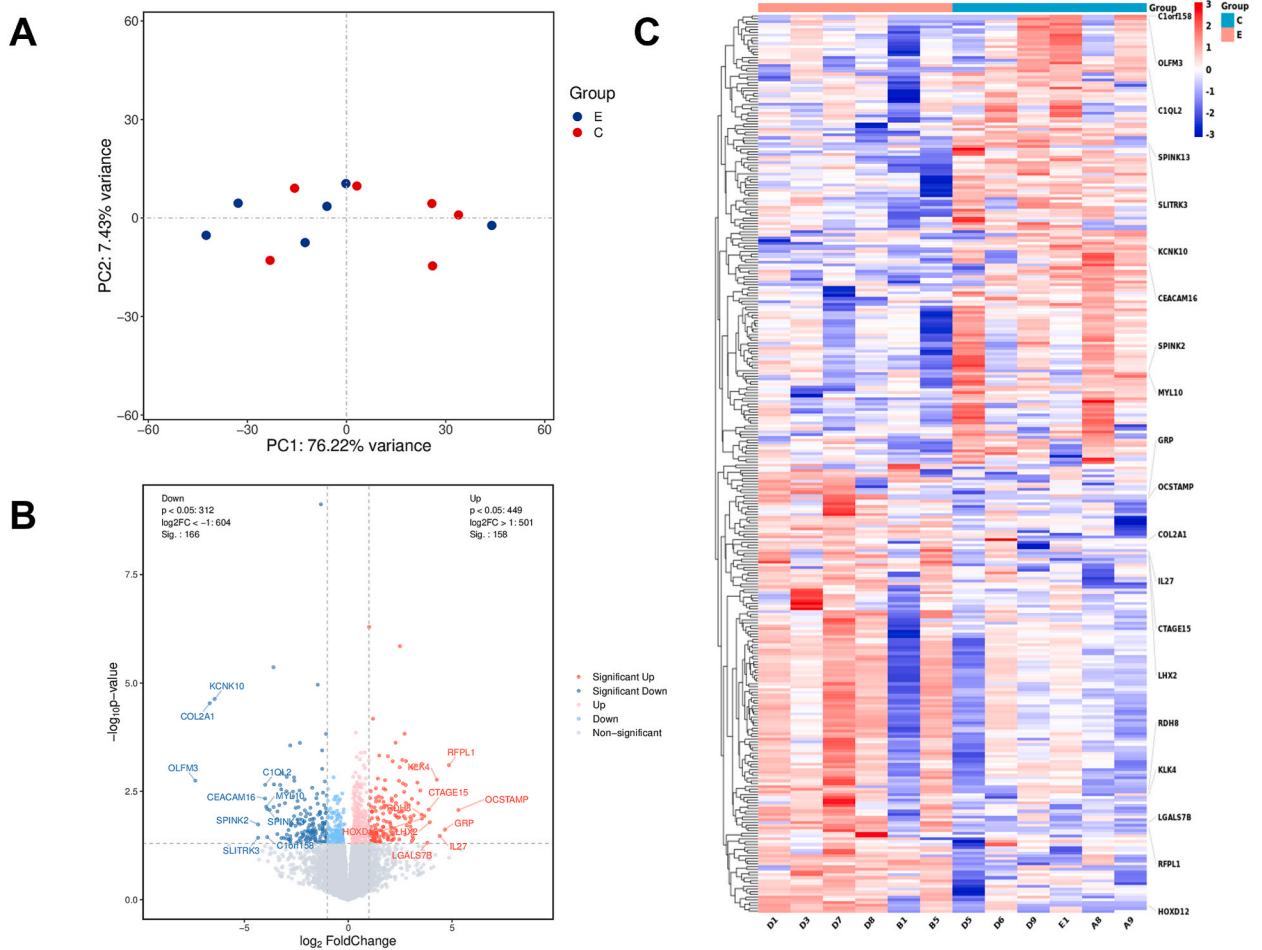 A
60
30
0
−30
−60
−60
−30
0
30
60
PC2: 7.43% variance
PC1: 76.22% variance
Group
E
C
B
Down
p < 0.05: 312
log2FC < −1: 604
Sig. : 166
Up
p < 0.05: 449
log2FC > 1: 501
Sig. : 158
7.5
5.0
2.5
0.0
−5
0
5
−log10p−value
log2 FoldChange
KCNK10
COL2A1
OLFM3
C1QL2
CEACAM16
MYL10
SPINK2
SPINK13
SLITRK3
C1orf158
RFPL1
KLK4
CTAGE15
RDH8
OCSTAMP
HOXD
LHX2
GRP
IL27
LGALS7B
Significant Up
Significant Down
Up
Down
Non−significant
C
Group
C1orf158
OLFM3
C1QL2
SPINK13
SLITRK3
KCNK10
CEACAM16
SPINK2
MYL10
GRP
OCSTAMP
COL2A1
IL27
CTAGE15
LHX2
RDH8
KLK4
LGALS7B
RFPL1
HOXD12
D1 D3 D7 D8 B1 B5 D5 D6 D9 E1 A8 A9
3
2
1
0
-1
-2
-3
Group
C
E